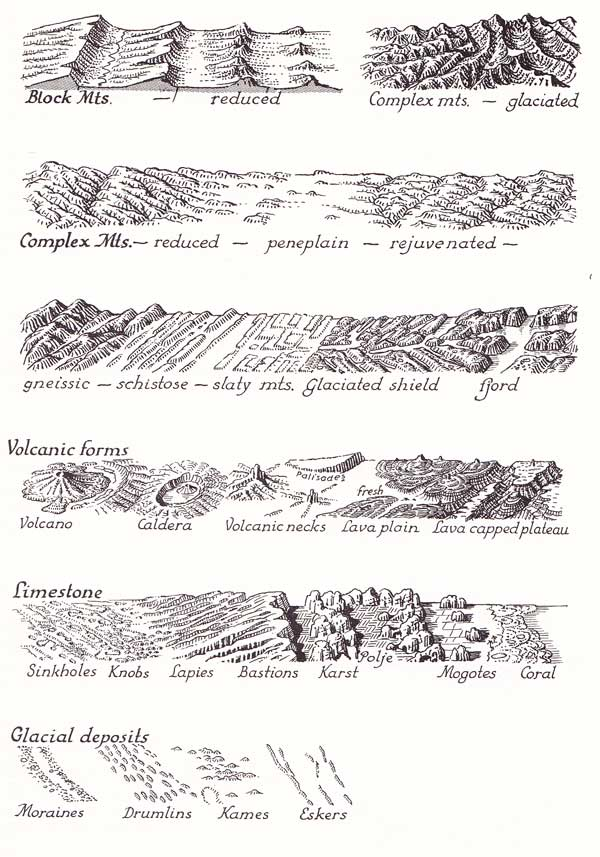 Block Mts. — reduced
Complex mts. — glaciated
Complex Mts. — reduced — peneplain — rejuvenated —
gneissic — schistose — slaty mts. Glaciated shield fjord
Volcanic forms
Palisades
fresh
Volcano Caldera Volcanic necks Lava plain Lava capped plateau
Limestone
Polje
Sinkholes Knobs Lapies Bastions Karst Mogotes Coral
Glacial deposits
Moraines Drumlins Kames Eskers